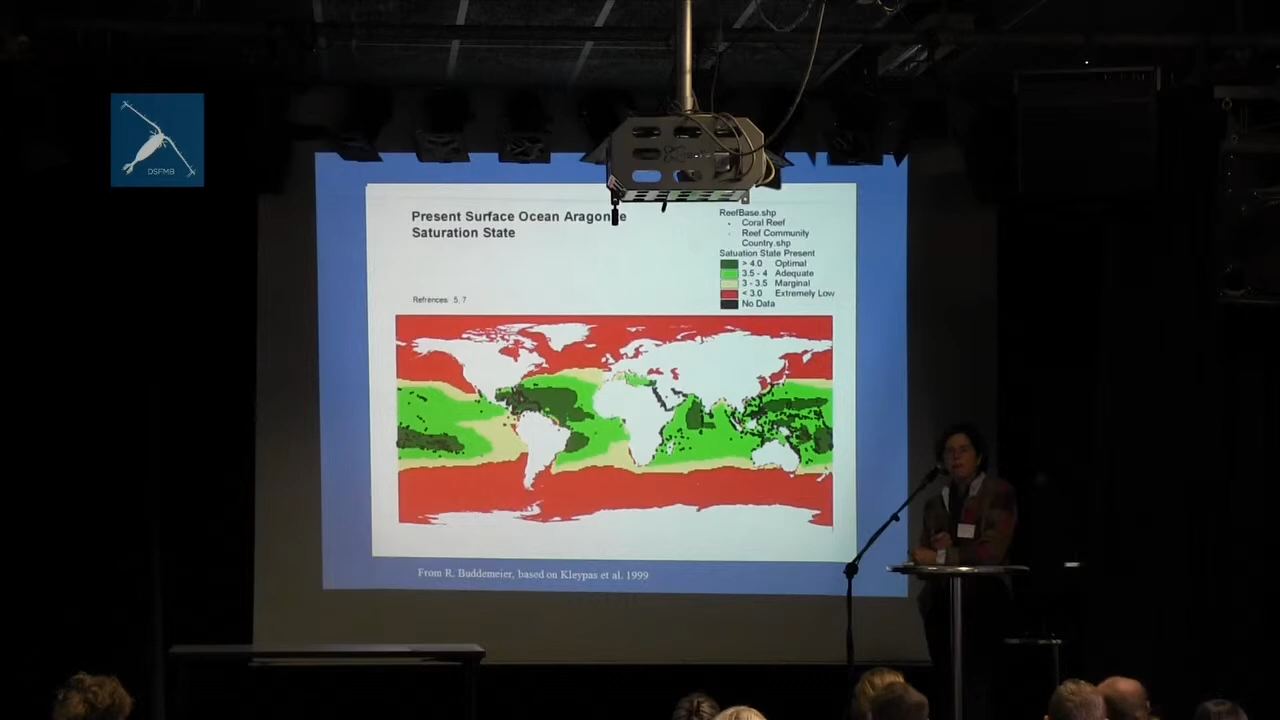 DSFMB
Present Surface Ocean Aragon e
Saturation State
Refrences 5, 7
ReefBase.shp
Coral Reef
Reef Community
Country.shp
Satuation State Present
> 4.0 Optimal
3.5 - 4 Adequate
3 - 3.5 Marginal
< 3.0 Extremely Low
No Data
From R. Buddemeier, based on Kleypas et al. 1999